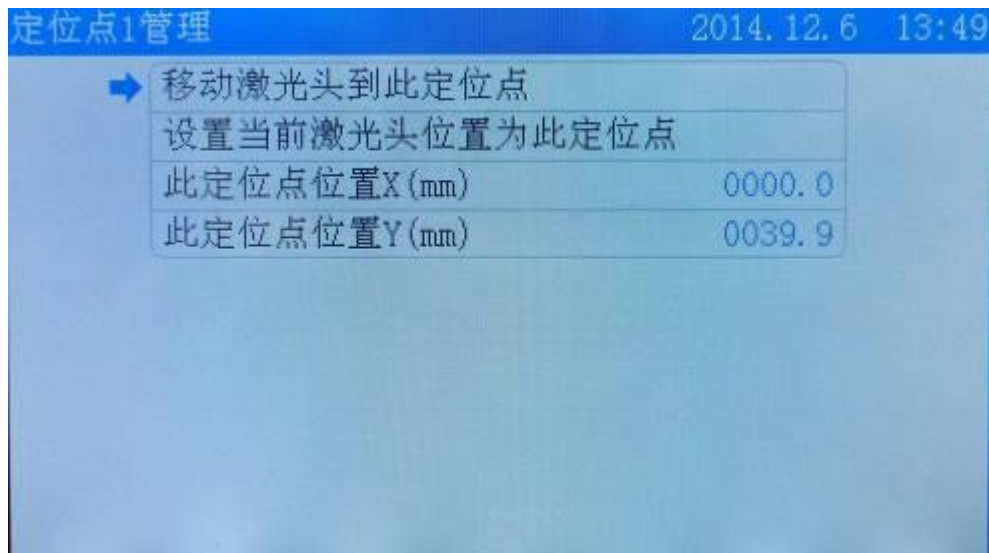 定位点1管理 2014.12.6 13:49
移动激光头到此定位点
设置当前激光头位置为此定位点
此定位点位置X(mm) 0000.0
此定位点位置Y(mm) 0039.9